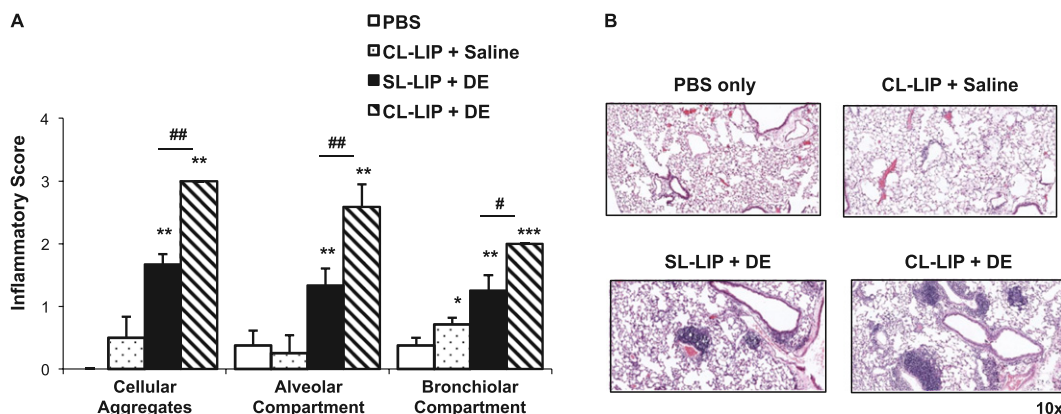 A
PBS
CL-LIP + Saline
SL-LIP + DE
CL-LIP + DE
Inflammatory Score
4
3
2
1
0
##
**
**
##
**
**
#
***
**
*
Cellular
Aggregates
Alveolar
Compartment
Bronchiolar
Compartment
B
PBS only
CL-LIP + Saline
SL-LIP + DE
CL-LIP + DE
10x